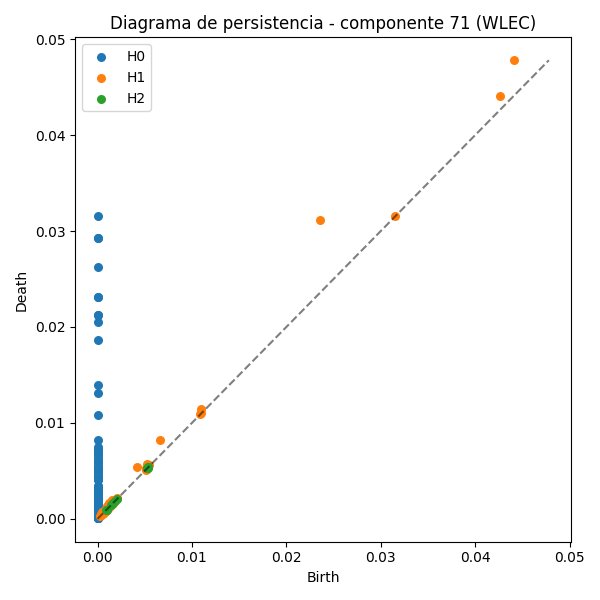 Diagrama de persistencia - componente 71 (WLEC)
H0
H1
H2
0.05
0.04
0.03
0.02
0.01
0.00
Death
0.00 0.01 0.02 0.03 0.04 0.05
Birth